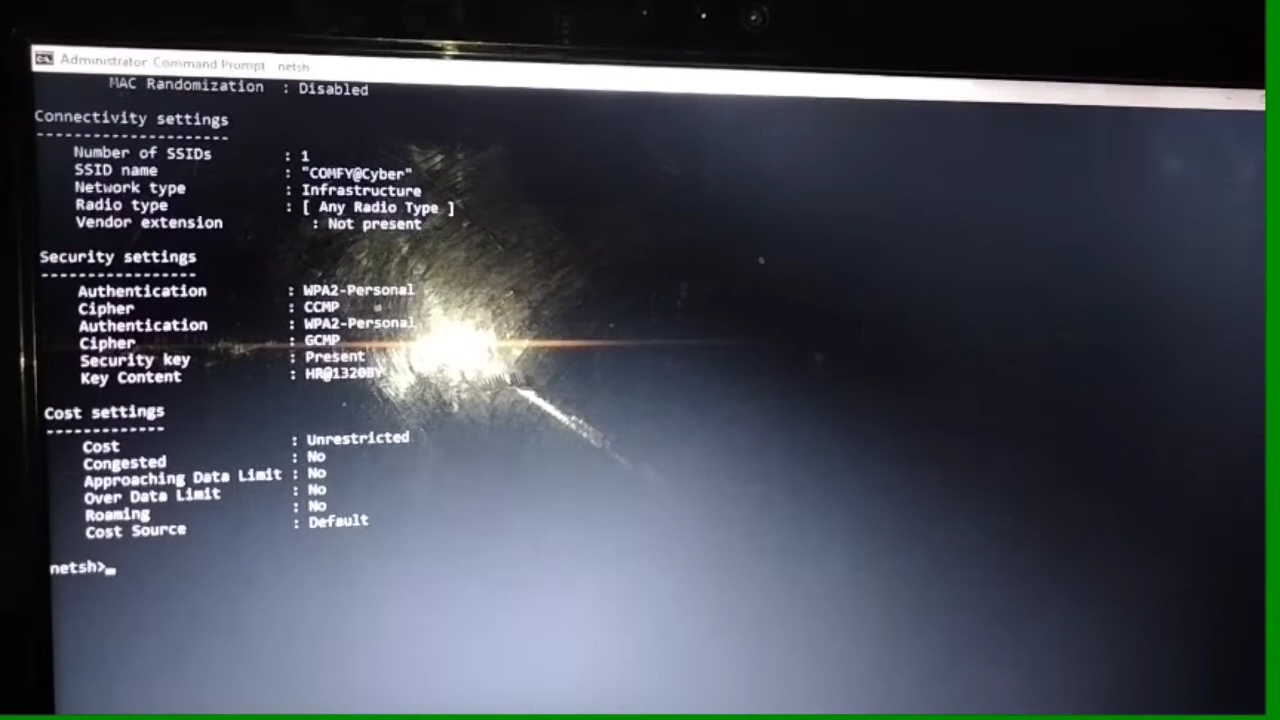 Administrator Command Prompt - netsh
MAC Randomization : Disabled
Connectivity settings
---------------------
Number of SSIDs : 1
SSID name : "COMFY@Cyber"
Network type : Infrastructure
Radio type : [ Any Radio Type ]
Vendor extension : Not present
Security settings
-----------------
Authentication : WPA2-Personal
Cipher : CCMP
Authentication : WPA2-Personal
Cipher : GCMP
Security key : Present
Key Content :
Cost settings
-------------
Cost : Unrestricted
Congested : No
Approaching Data Limit : No
Over Data Limit : No
Roaming : No
Cost Source : Default
netsh>_